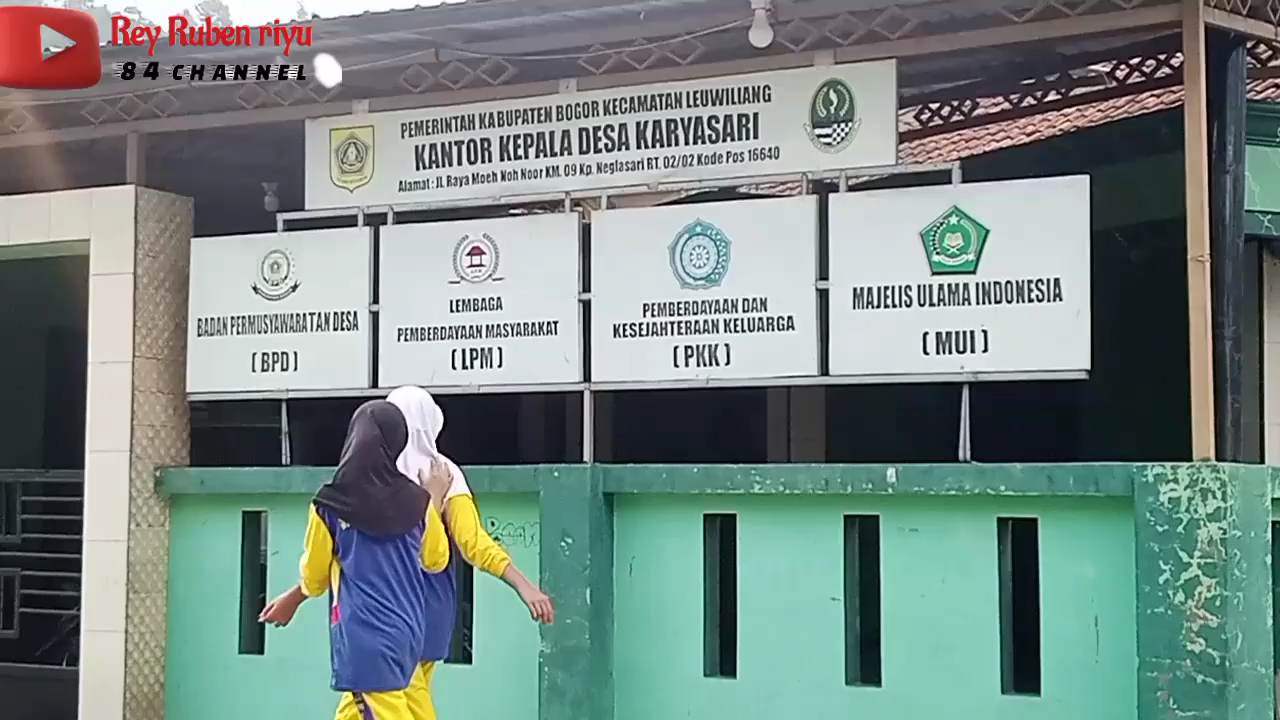 Rey Ruben riyu
84 CHANNEL
PEMERINTAH KABUPATEN BOGOR KECAMATAN LEUWILIANG
KANTOR KEPALA DESA KARYASARI
Alamat : Jl. Raya Moeh Noh Noor KM. 09 Kp. Neglasari RT. 02/02 Kode Pos 16640
BADAN PERMUSYAWARATAN DESA
( BPD )
LEMBAGA
PEMBERDAYAAN MASYARAKAT
( LPM )
PEMBERDAYAAN DAN
KESEJAHTERAAN KELUARGA
( PKK )
MAJELIS ULAMA INDONESIA
( MUI )